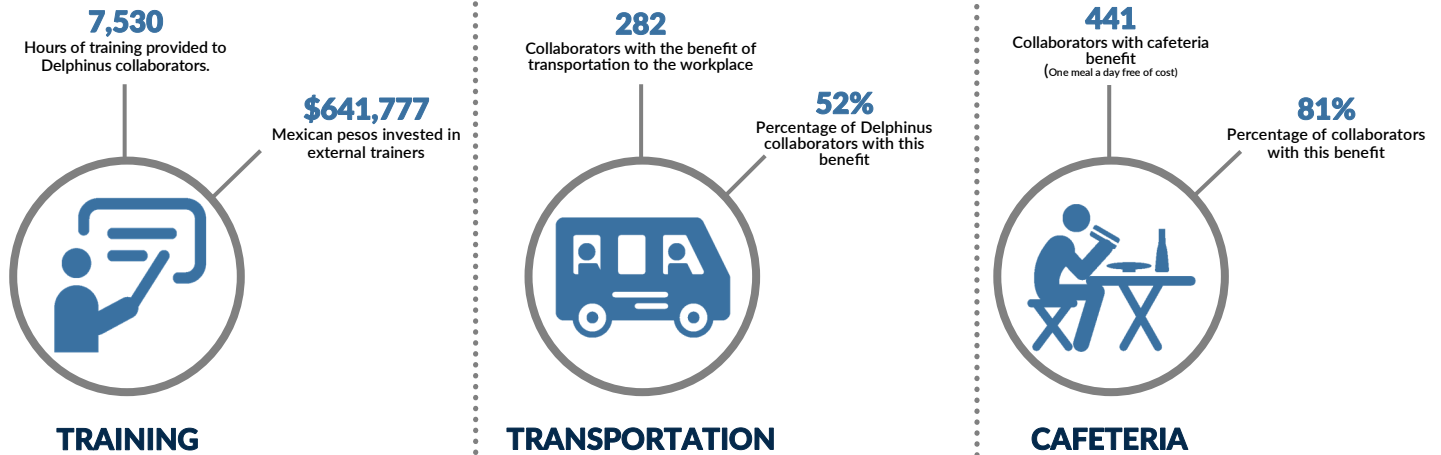 7,530
Hours of training provided to
Delphinus collaborators.
$641,777
Mexican pesos invested in
external trainers
TRAINING
282
Collaborators with the benefit of
transportation to the workplace
52%
Percentage of Delphinus
collaborators with this
benefit
TRANSPORTATION
441
Collaborators with cafeteria
benefit
(One meal a day free of cost)
81%
Percentage of collaborators
with this benefit
CAFETERIA